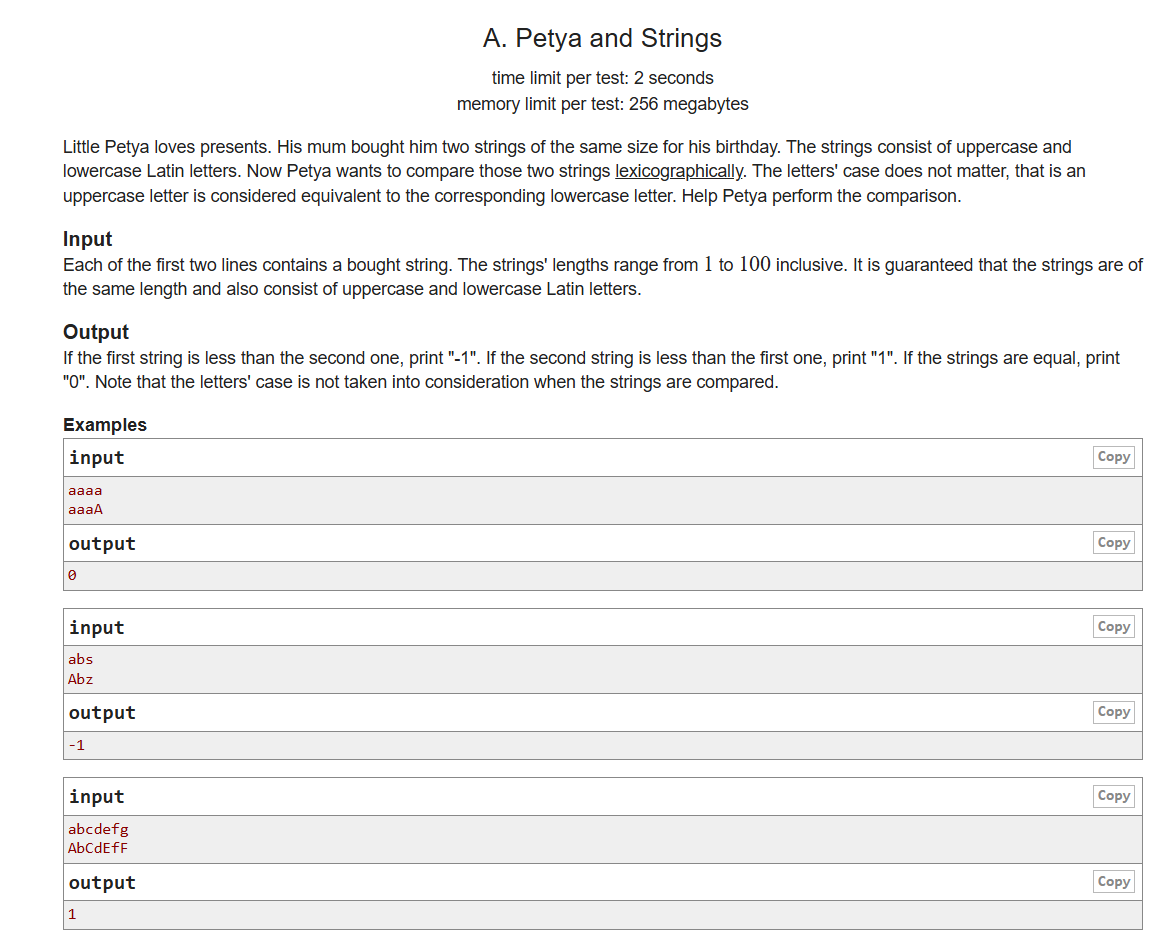 A. Petya and Strings
time limit per test: 2 seconds
memory limit per test: 256 megabytes
Little Petya loves presents. His mum bought him two strings of the same size for his birthday. The strings consist of uppercase and
lowercase Latin letters. Now Petya wants to compare those two strings lexicographically. The letters' case does not matter, that is an
uppercase letter is considered equivalent to the corresponding lowercase letter. Help Petya perform the comparison.
Input
Each of the first two lines contains a bought string. The strings' lengths range from 1 to 100 inclusive. It is guaranteed that the strings are of
the same length and also consist of uppercase and lowercase Latin letters.
Output
If the first string is less than the second one, print "-1". If the second string is less than the first one, print "1". If the strings are equal, print
"0". Note that the letters' case is not taken into consideration when the strings are compared.
Examples
input Copy
aaaa
aaaA
output Copy
0
input Copy
abs
Abz
output Copy
-1
input Copy
abcdefg
AbCdEfF
output Copy
1